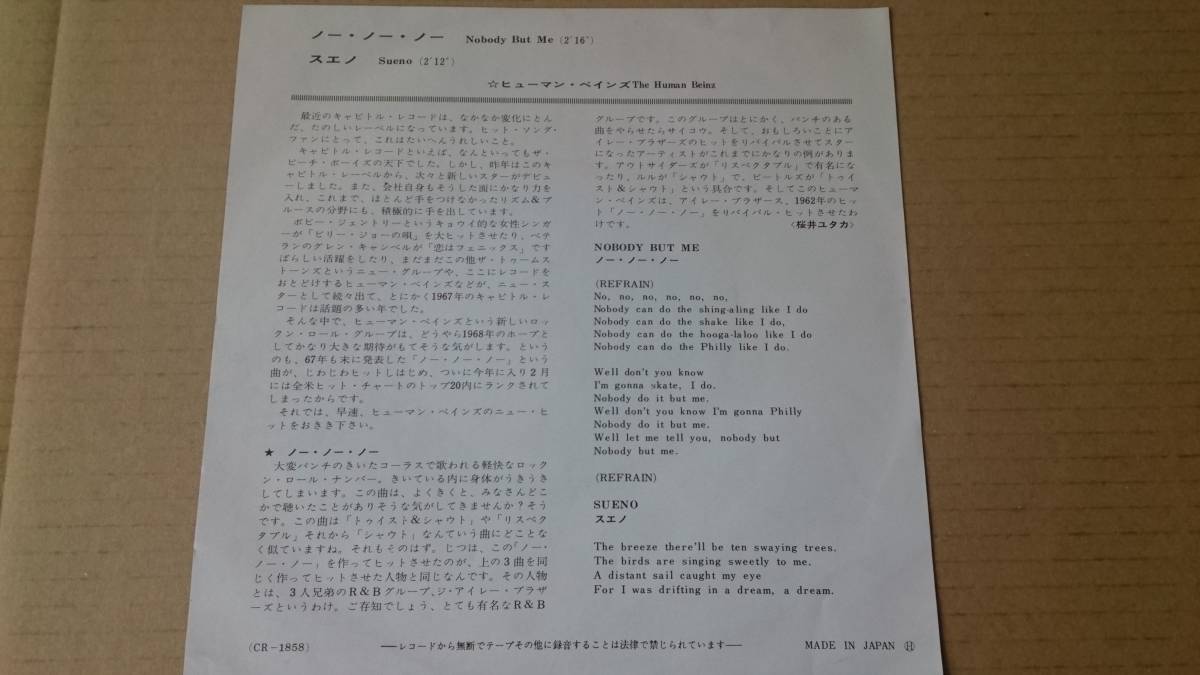 ノー・ノー・ノー Nobody But Me (2′16″)
スエノ Sueno (2′12″)
☆ヒューマン・ベインズ The Human Beinz
最近のキャピトル・レコードは、なかなか変化にとん
だ、たのしいレーベルになっています。ヒット・ソング・
ファンにとって、これはたいへんうれしいこと。
キャピトル・レコードといえば、なんといってもザ・
ビーチ・ボーイズの天下でした。しかし、昨年はこのキ
ャピトル・レーベルから、次々と新しいスターがデビュ
ーしました。また、会社自身もそうした面にかなり力を
入れ、これまで、ほとんど手をつけなかったリズム&ブ
ルースの分野にも、積極的に手を出しています。
ボビー・ジェントリーというキョウイ的な女性シンガ
ーが「ビリー・ジョーの唄」を大ヒットさせたり、ベテ
ランのグレン・キャンベルが「恋はフェニックス」です
ばらしい活躍をしたり、まだまだこの他ザ・トゥームス
トーンズというニュー・グループや、ここにレコードを
おとどけするヒューマン・ベインズなどが、ニュー・ス
ターとして続々出て、とにかく1967年のキャピトル・レ
コードは話題の多い年でした。
そんな中で、ヒューマン・ベインズという新しいロッ
クン・ロール・グループは、どうやら1968年のホープと
してかなり大きな期待がもてそうな気がします。という
のも、67年も末に発表した「ノー・ノー・ノー」という
曲が、じわじわヒットしはじめ、ついに今年に入り2月
には全米ヒット・チャートのトップ20内にランクされて
しまったからです。
それでは、早速、ヒューマン・ベインズのニュー・ヒ
ットをおきき下さい。
★ ノー・ノー・ノー
大変パンチのきいたコーラスで歌われる軽快なロック
ン・ロール・ナンバー。きいている内に身体がうきうき
してしまいます。この曲は、よくきくと、みなさんどこ
かで聴いたことがありそうな気がしてきませんか?そう
です。この曲は「トゥイスト&シャウト」や「リスペク
タブル」それから「シャウト」なんていう曲にどことな
く似ていますね。それもそのはず。じつは、この「ノー・
ノー・ノー」を作ってヒットさせたのが、上の3曲を同
じく作ってヒットさせた人物と同じなんです。その人物
とは、3人兄弟のR&Bグループ、ジ・アイレー・ブラザ
ーズというわけ。ご存知でしょう、とても有名なR&B
グループです。このグループはとにかく、パンチのある
曲をやらせたらサイコウ。そして、おもしろいことにア
イレー・ブラザーズのヒットをリバイバルさせてスター
になったアーティストがこれまでにかなりの例がありま
す。アウトサイダーズが「リスペクタブル」で有名にな
ったり、ルルが「シャウト」で、ビートルズが「トゥイ
スト&シャウト」という具合です。そしてこのヒューマ
ン・ベインズは、アイレー・ブラザース、1962年のヒッ
ト「ノー・ノー・ノー」をリバイバル・ヒットさせたわ
けです。 〈桜井ユタカ〉
NOBODY BUT ME
ノー・ノー・ノー
(REFRAIN)
No, no, no, no, no, no,
Nobody can do the shing-aling like I do
Nobody can do the shake like I do,
Nobody can do the hooga-laloo like I do
Nobody can do the Philly like I do.
Well don't you know
I'm gonna skate, I do.
Nobody do it but me.
Well don't you know I'm gonna Philly
Nobody do it but me.
Well let me tell you, nobody but
Nobody but me.
(REFRAIN)
SUENO
スエノ
The breeze there'll be ten swaying trees.
The birds are singing sweetly to me.
A distant sail caught my eye
For I was drifting in a dream, a dream.
(CR-1858) ──レコードから無断でテープその他に録音することは法律で禁じられています── MADE IN JAPAN Ⓗ